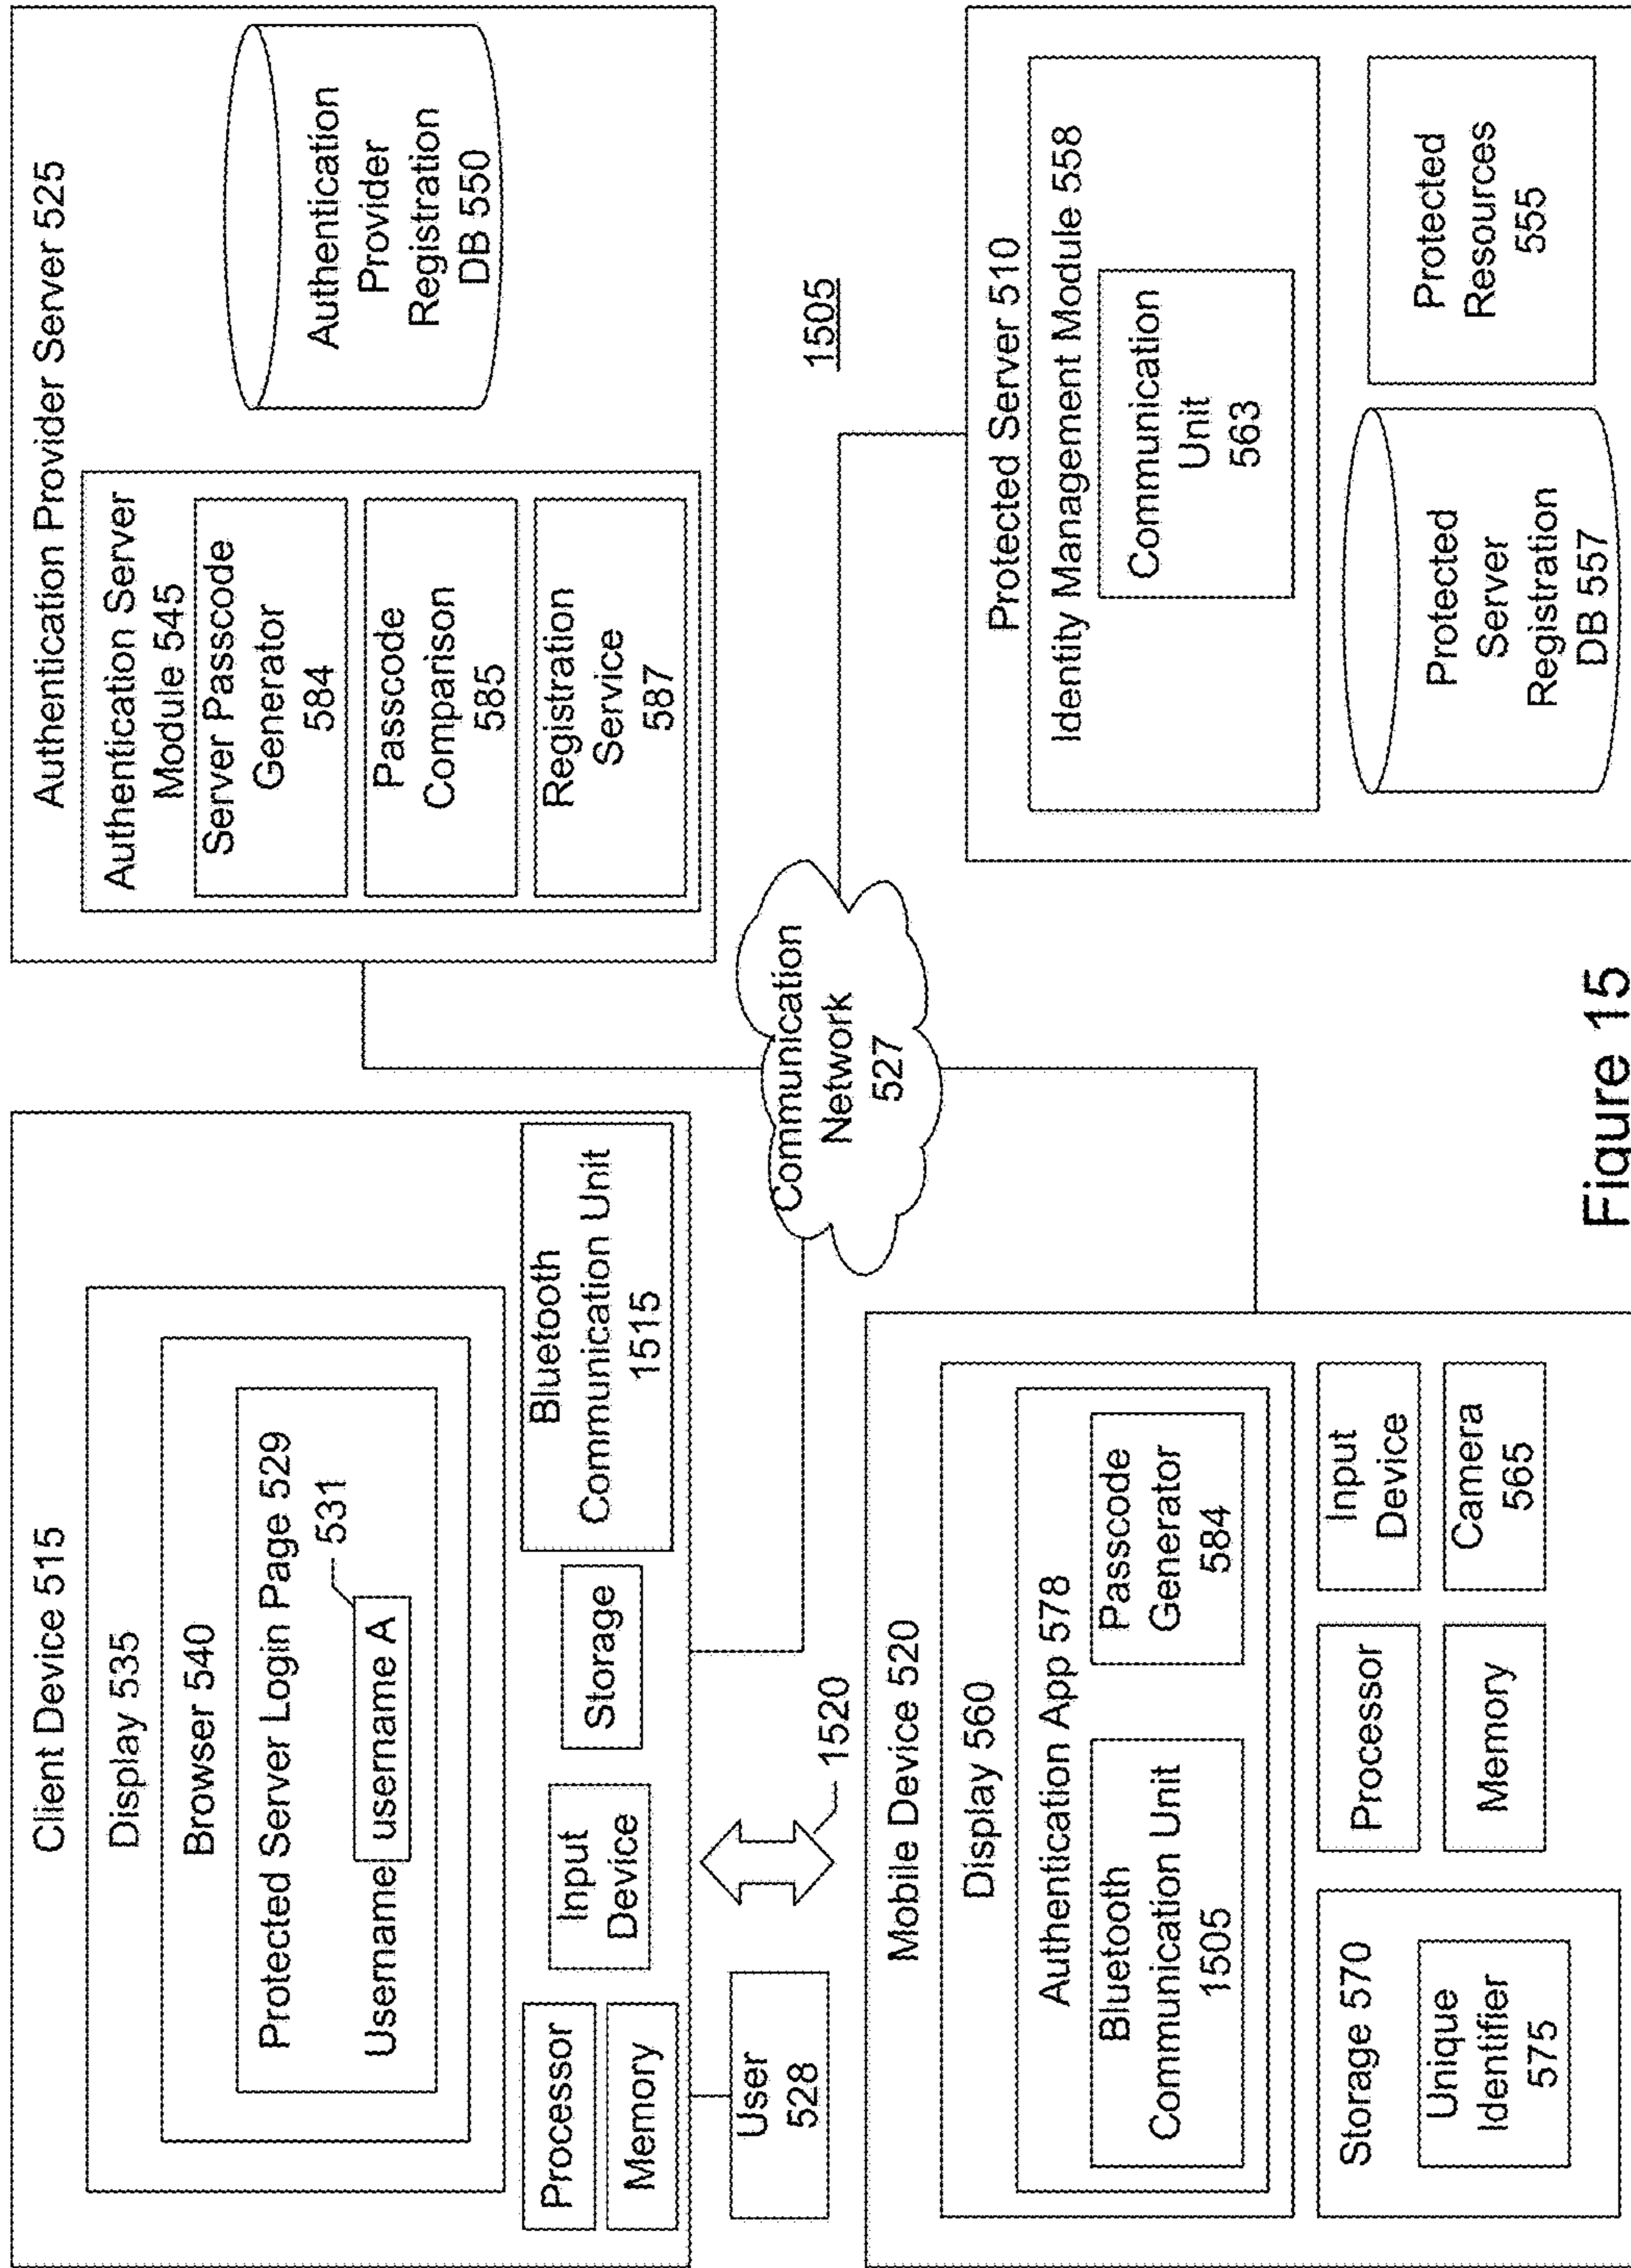 Client Device 515
Display 535
Browser 540
Protected Server Login Page 529
531
Username username A
Processor
Memory
Input
Device
Storage
Bluetooth
Communication Unit
1515
User
528
1520
Mobile Device 520
Display 560
Authentication App 578
Bluetooth
Communication Unit
1505
Passcode
Generator
584
Storage 570
Unique
Identifier
575
Processor
Memory
Input
Device
Camera
565
Communication
Network
527
Authentication Provider Server 525
Authentication Server
Module 545
Server Passcode
Generator
584
Passcode
Comparison
585
Registration
Service
587
Authentication
Provider
Registration
DB 550
1505
Protected Server 510
Identity Management Module 558
Communication
Unit
563
Protected
Server
Registration
DB 557
Protected
Resources
555
Figure 15